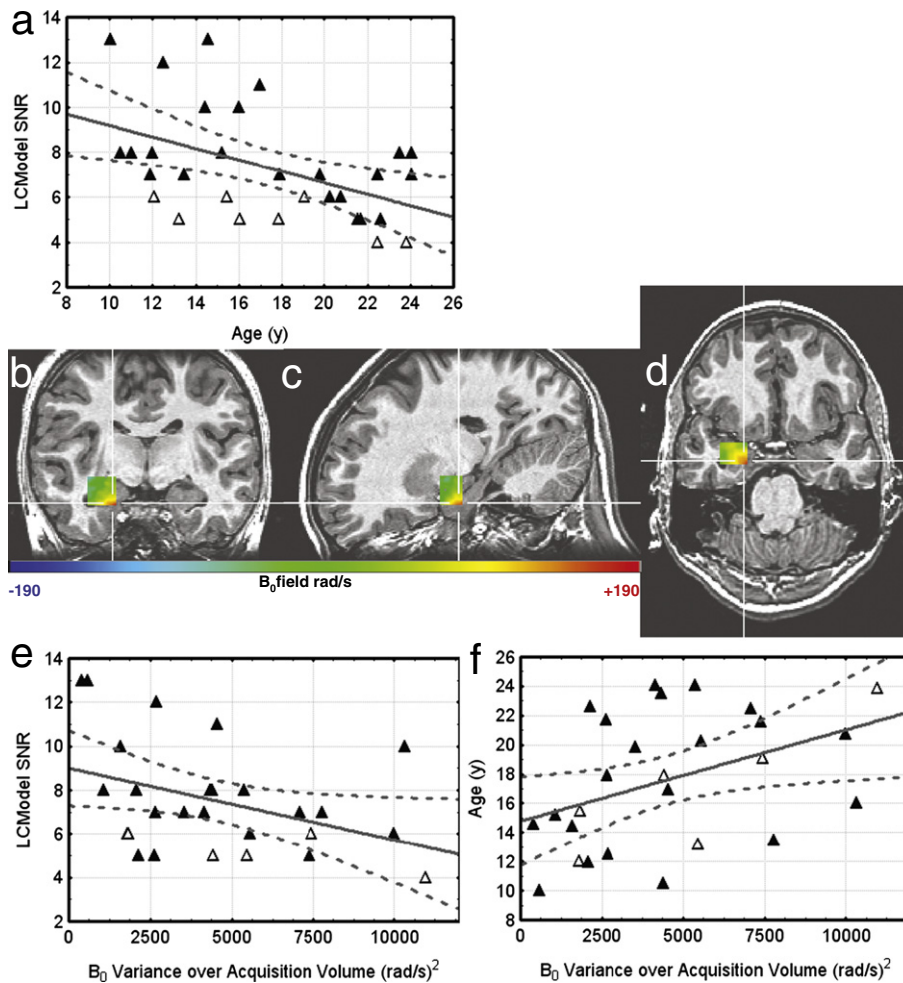 a
14
12
10
8
6
4
2
LCModel SNR
8 10 12 14 16 18 20 22 24 26
Age (y)
b
c
d
B₀field rad/s
-190
+190
e
14
12
10
8
6
4
2
LCModel SNR
0 2500 5000 7500 10000
B₀ Variance over Acquisition Volume (rad/s)²
f
26
24
22
20
18
16
14
12
10
8
Age (y)
0 2500 5000 7500 10000
B₀ Variance over Acquisition Volume (rad/s)²